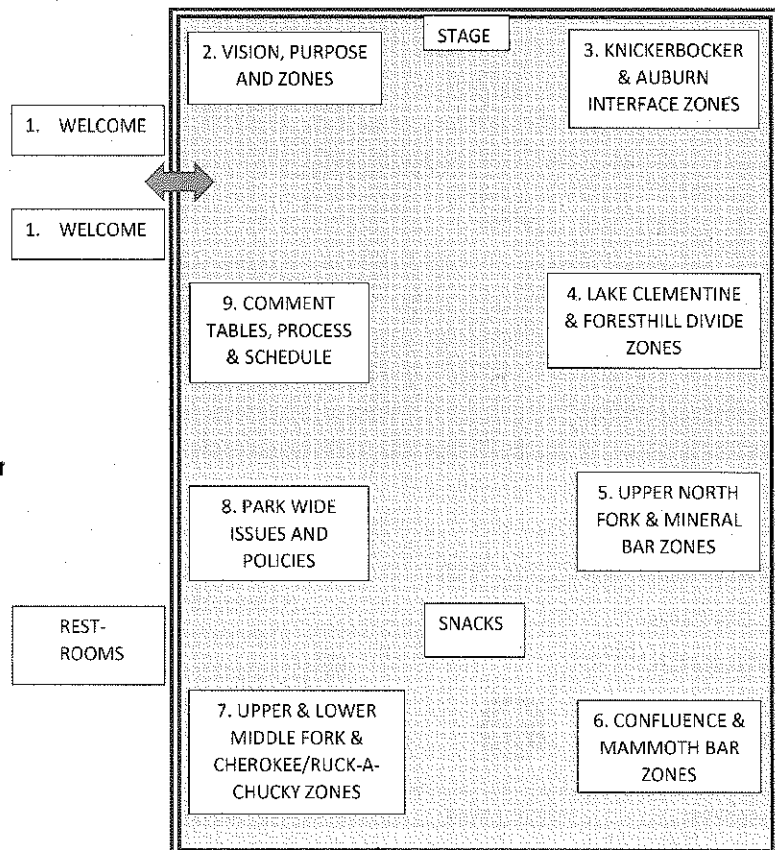 STAGE
2. VISION, PURPOSE
AND ZONES
3. KNICKERBOCKER
& AUBURN
INTERFACE ZONES
1. WELCOME
1. WELCOME
9. COMMENT
TABLES, PROCESS
& SCHEDULE
4. LAKE CLEMENTINE
& FORESTHILL DIVIDE
ZONES
r
8. PARK WIDE
ISSUES AND
POLICIES
5. UPPER NORTH
FORK & MINERAL
BAR ZONES
REST-
ROOMS
SNACKS
7. UPPER & LOWER
MIDDLE FORK &
CHEROKEE/RUCK-A-
CHUCKY ZONES
6. CONFLUENCE &
MAMMOTH BAR
ZONES